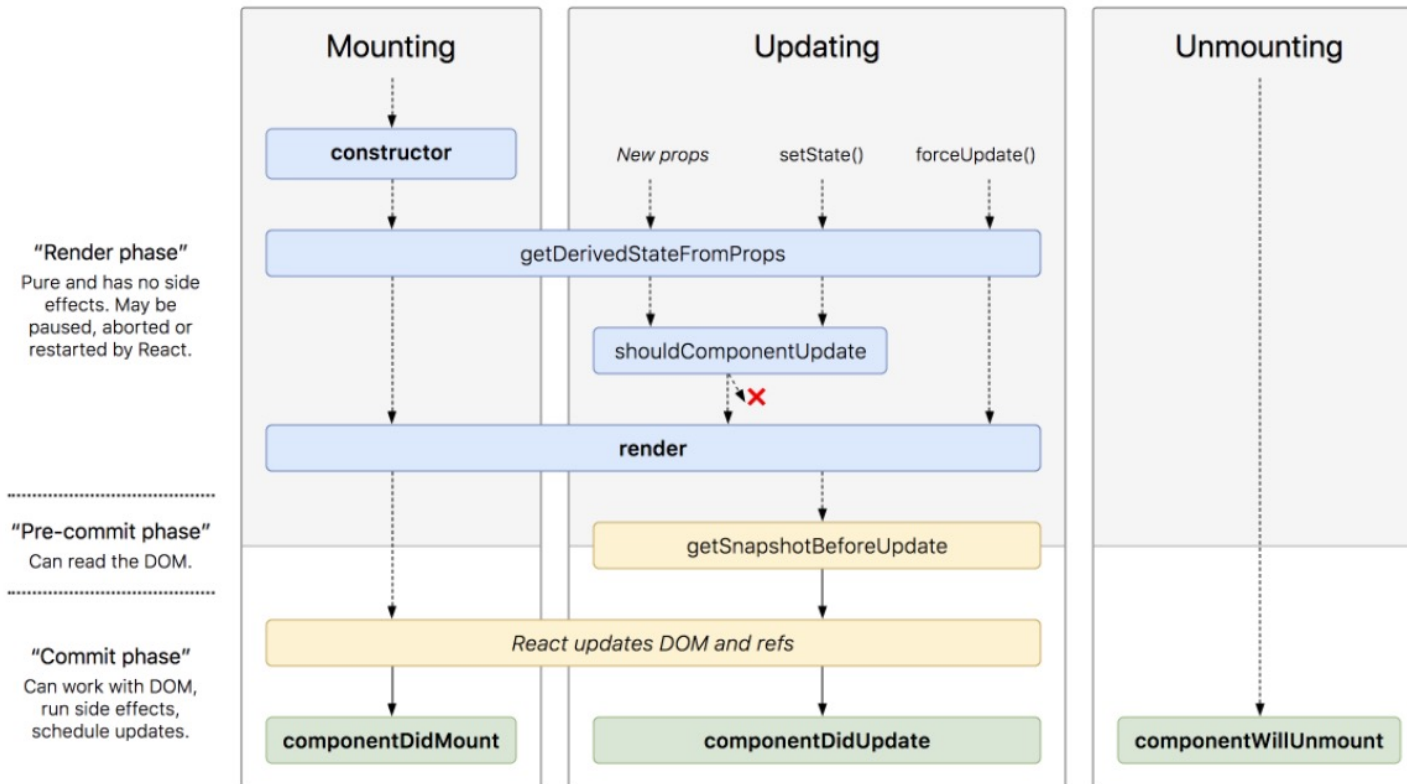 Mounting
Updating
Unmounting
constructor
New props
setState()
forceUpdate()
“Render phase”
Pure and has no side
effects. May be
paused, aborted or
restarted by React.
getDerivedStateFromProps
shouldComponentUpdate
render
“Pre-commit phase”
Can read the DOM.
getSnapshotBeforeUpdate
“Commit phase”
Can work with DOM,
run side effects,
schedule updates.
React updates DOM and refs
componentDidMount
componentDidUpdate
componentWillUnmount